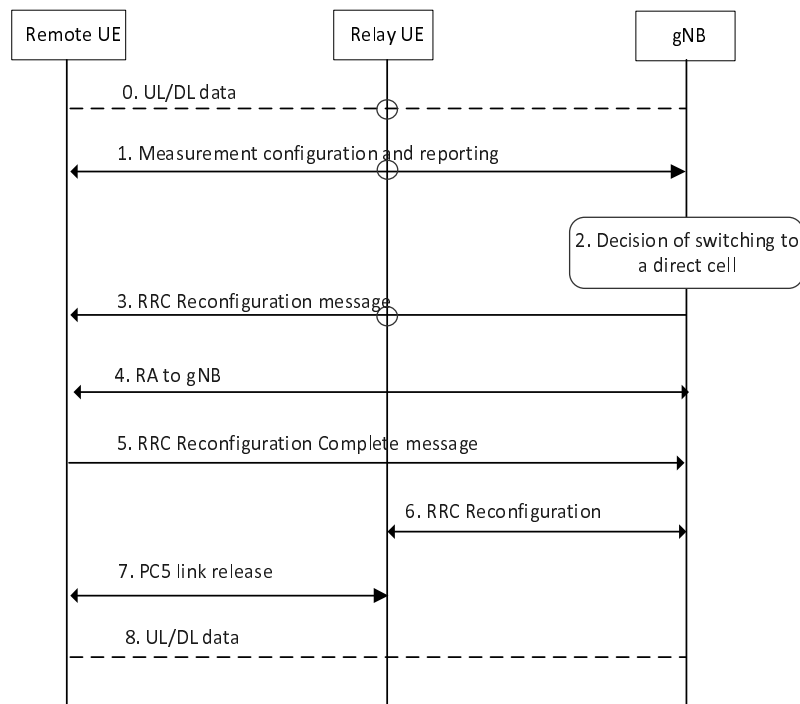 Remote UE
Relay UE
gNB
0. UL/DL data
1. Measurement configuration and reporting
2. Decision of switching to
a direct cell
3. RRC Reconfiguration message
4. RA to gNB
5. RRC Reconfiguration Complete message
6. RRC Reconfiguration
7. PC5 link release
8. UL/DL data